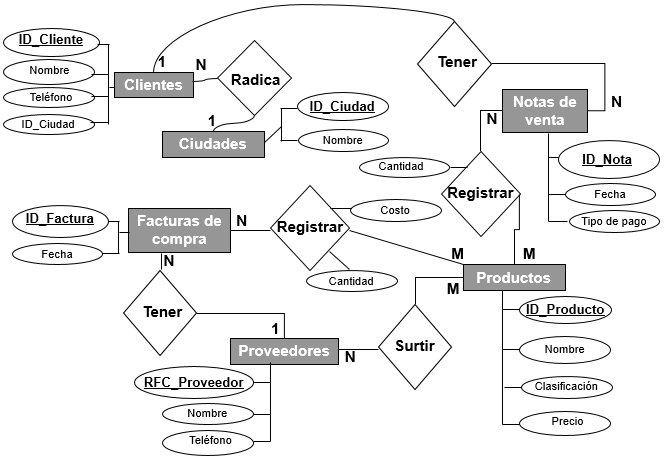 ID_Cliente
Nombre
Teléfono
ID_Ciudad
Clientes
1
N
Radica
1
Ciudades
ID_Ciudad
Nombre
Tener
N
Notas de
venta
N
ID_Nota
Fecha
Tipo de pago
Cantidad
Registrar
M
ID_Factura
Fecha
Facturas de
compra
N
Registrar
Costo
Cantidad
M
Productos
M
ID_Producto
Nombre
Clasificación
Precio
N
Tener
1
Proveedores
N
Surtir
RFC_Proveedor
Nombre
Teléfono